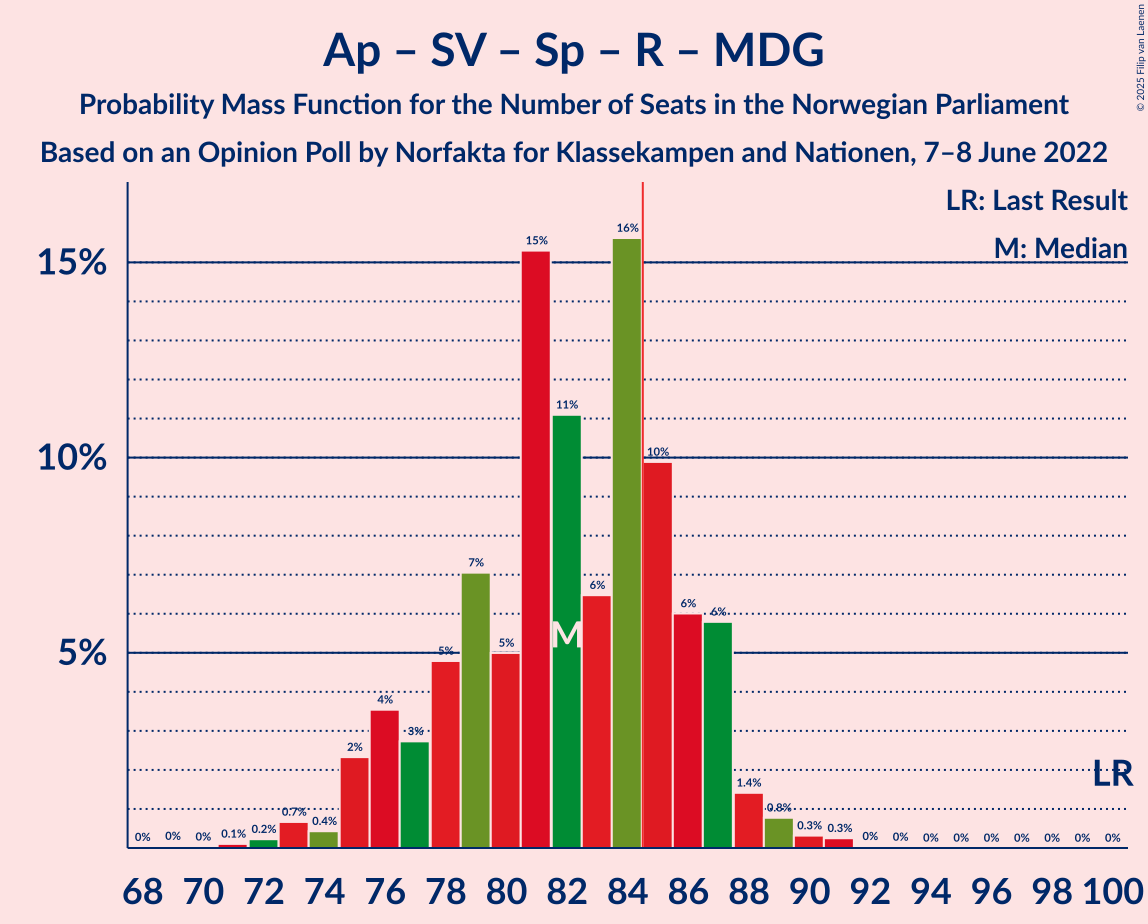 Ap – SV – Sp – R – MDG
Probability Mass Function for the Number of Seats in the Norwegian Parliament
Based on an Opinion Poll by Norfakta for Klassekampen and Nationen, 7–8 June 2022
© 2025 Filip van Laenen
LR: Last Result
M: Median
15%
10%
5%
0% 0% 0% 0.1% 0.2% 0.7% 0.4% 2% 4% 3% 5% 7% 5% 15% 11% 6% 16% 10% 6% 6% 1.4% 0.8% 0.3% 0.3% 0% 0% 0% 0% 0% 0% 0% 0% 0%
M
LR
68 70 72 74 76 78 80 82 84 86 88 90 92 94 96 98 100